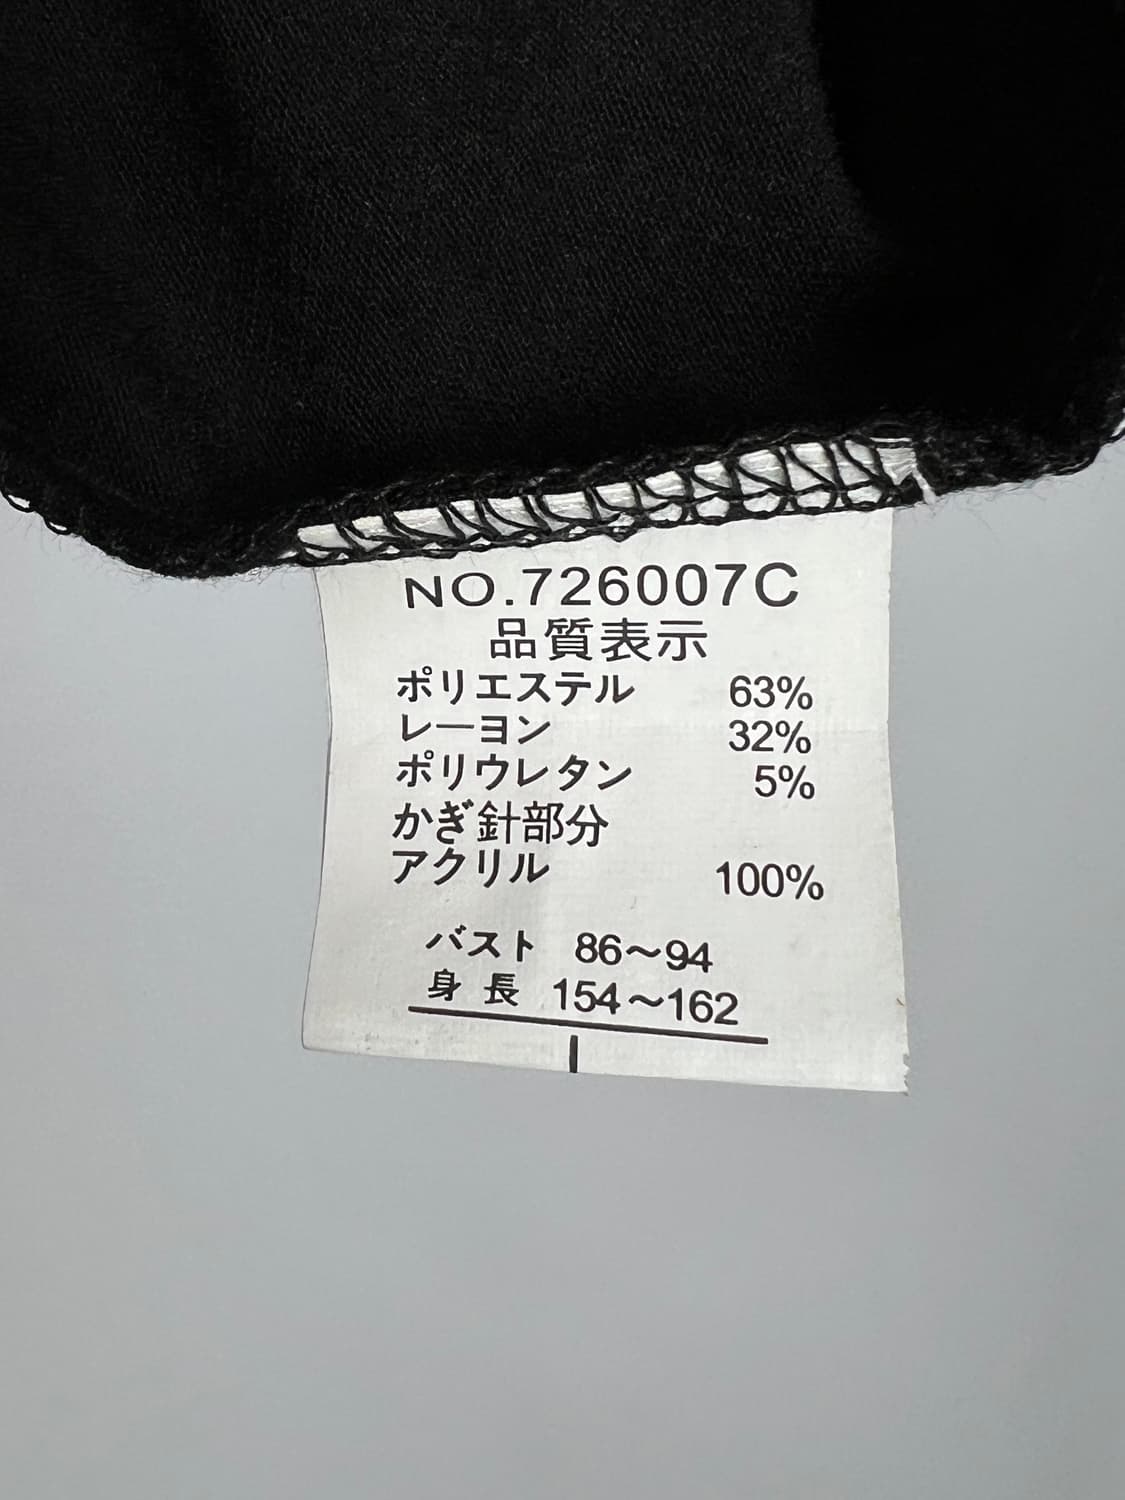 NO.726007C
品質表示
ポリエステル 63%
レーヨン 32%
ポリウレタン 5%
かぎ針部分
アクリル 100%
バスト 86～94
身長 154～162